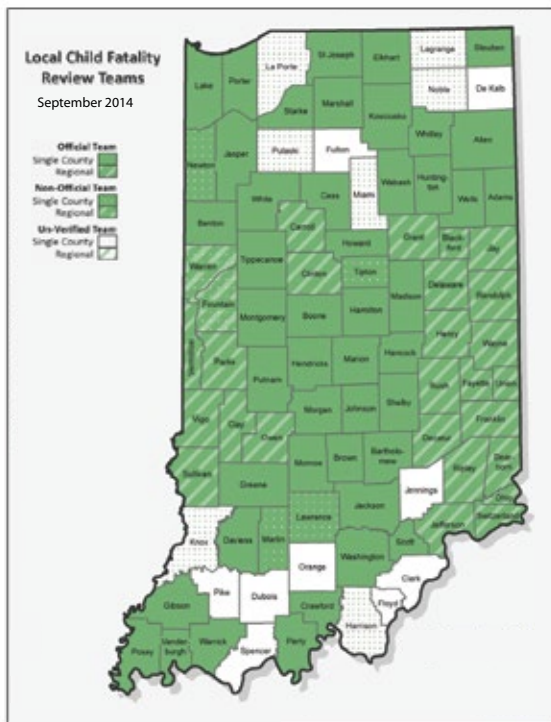 Local Child Fatality
Review Teams
September 2014
Official Team
Single County
Regional
Non-Official Team
Single County
Regional
Un-Verified Team
Single County
Regional
Lake
Porter
La Porte
St Joseph
Elkhart
Lagrange
Steuben
Noble
De Kalb
Starke
Marshall
Kosciusko
Whitley
Allen
Newton
Jasper
Pulaski
Fulton
Miami
Wabash
Hunting-
ton
Wells
Adams
Benton
White
Cass
Carroll
Howard
Grant
Black-
ford
Jay
Warren
Tippecanoe
Clinton
Tipton
Delaware
Randolph
Fountain
Montgomery
Boone
Hamilton
Madison
Henry
Wayne
Parke
Putnam
Hendricks
Marion
Hancock
Rush
Fayette
Union
Vigo
Clay
Owen
Morgan
Johnson
Shelby
Decatur
Franklin
Sullivan
Greene
Monroe
Brown
Bartholo-
mew
Ripley
Dear-
born
Ohio
Jennings
Jackson
Lawrence
Jefferson
Switzerland
Knox
Daviess
Martin
Orange
Washington
Scott
Clark
Floyd
Harrison
Crawford
Dubois
Pike
Gibson
Posey
Vander-
burgh
Warrick
Spencer
Perry